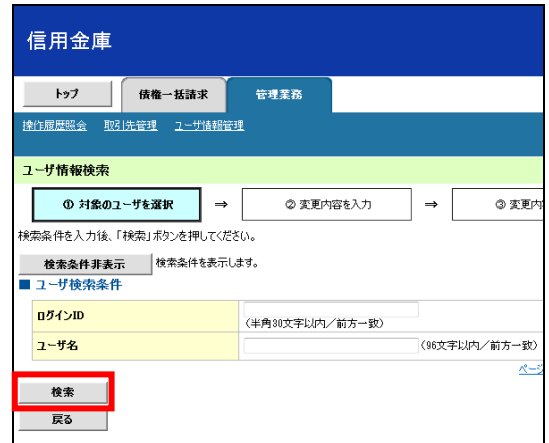 信用金庫
トップ 債権一括請求 管理業務
操作履歴照会 取引先管理 ユーザ情報管理
ユーザ情報検索
① 対象のユーザを選択 ⇒ ② 変更内容を入力 ⇒ ③ 変更内
検索条件を入力後、「検索」ボタンを押してください。
検索条件非表示 検索条件を表示します。
■ ユーザ検索条件
ログインID
(半角30文字以内／前方一致)
ユーザ名 (96文字以内／前方一致)
ページ
検索
戻る